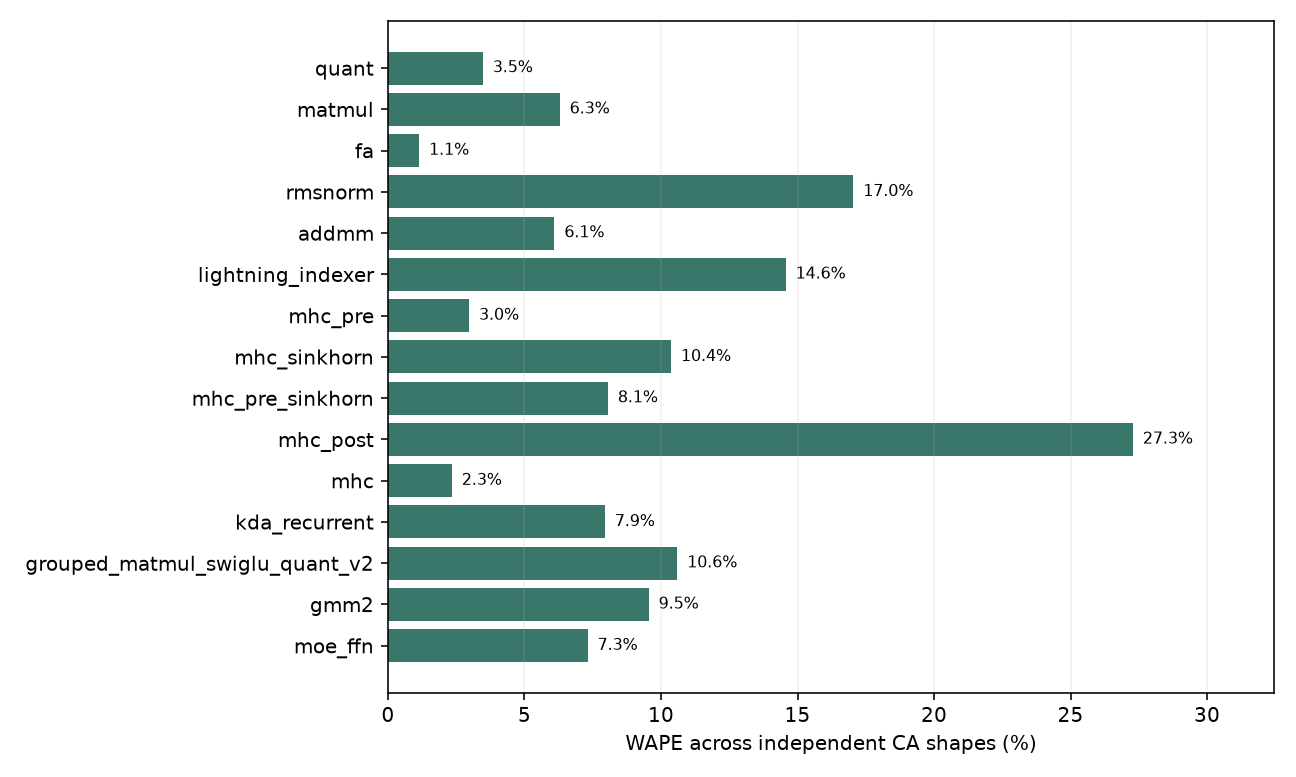 quant 3.5%
matmul 6.3%
fa 1.1%
rmsnorm 17.0%
addmm 6.1%
lightning_indexer 14.6%
mhc_pre 3.0%
mhc_sinkhorn 10.4%
mhc_pre_sinkhorn 8.1%
mhc_post 27.3%
mhc 2.3%
kda_recurrent 7.9%
grouped_matmul_swiglu_quant_v2 10.6%
gmm2 9.5%
moe_ffn 7.3%
0 5 10 15 20 25 30
WAPE across independent CA shapes (%)